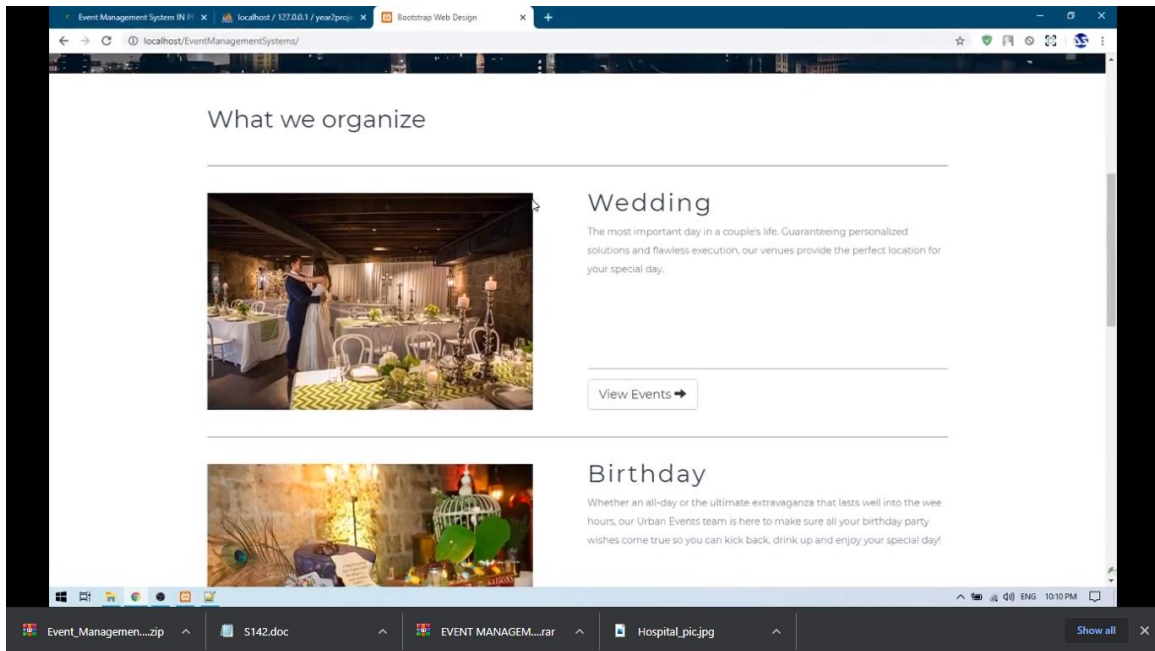 Event Management System IN P
localhost / 127.0.0.1 / year2proje
Bootstrap Web Design
localhost/EventManagementSystems/
What we organize
Wedding
The most important day in a couple's life. Guaranteeing personalized
solutions and flawless execution, our venues provide the perfect location for
your special day.
View Events
Birthday
Whether an all-day or the ultimate extravaganza that lasts well into the wee
hours, our Urban Events team is here to make sure all your birthday party
wishes come true so you can kick back, drink up and enjoy your special day!
ENG 10:10 PM
Event_Managemen....zip
S142.doc
EVENT MANAGEM....rar
Hospital_pic.jpg
Show all